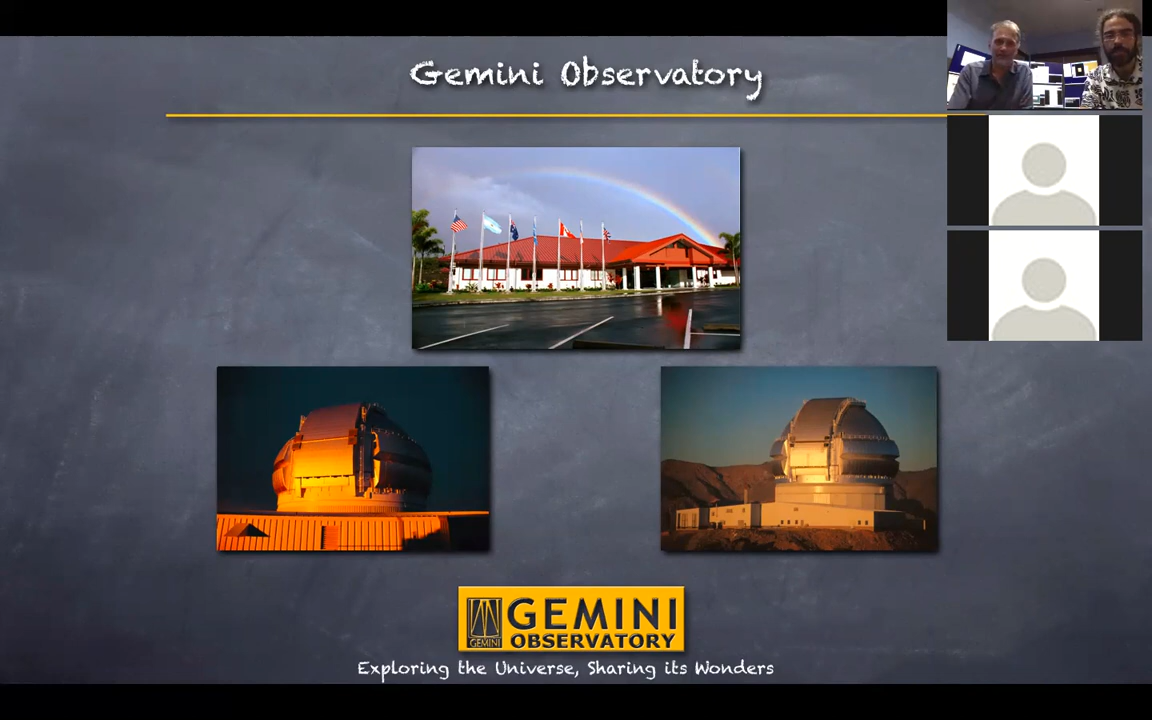 Gemini Observatory
GEMINI
GEMINI
OBSERVATORY
Exploring the Universe, Sharing its Wonders